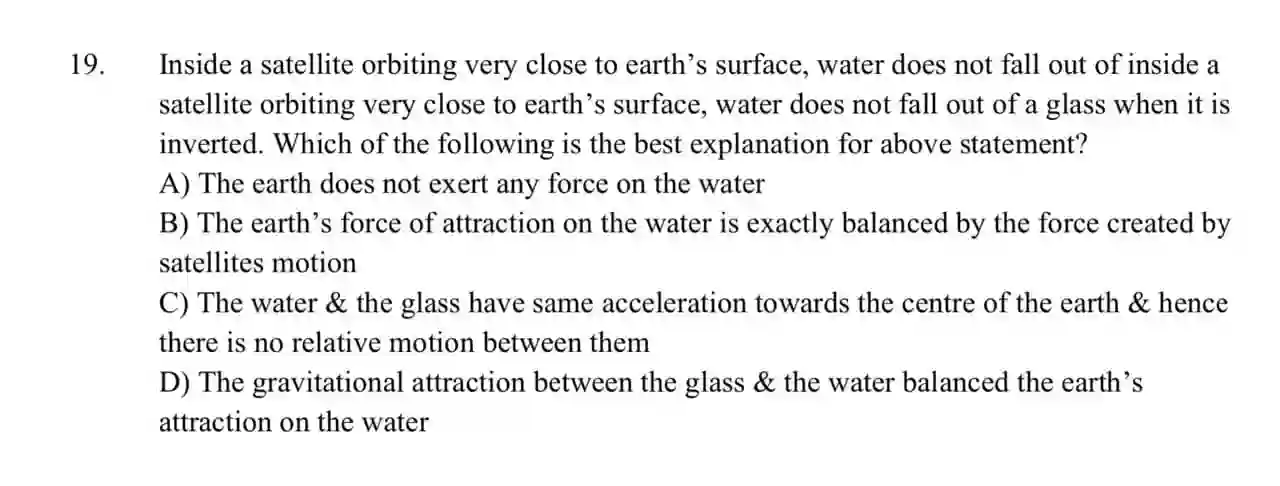 19. Inside a satellite orbiting very close to earth's surface, water does not fall out of inside a
satellite orbiting very close to earth's surface, water does not fall out of a glass when it is
inverted. Which of the following is the best explanation for above statement?
A) The earth does not exert any force on the water
B) The earth's force of attraction on the water is exactly balanced by the force created by
satellites motion
C) The water & the glass have same acceleration towards the centre of the earth & hence
there is no relative motion between them
D) The gravitational attraction between the glass & the water balanced the earth's
attraction on the water